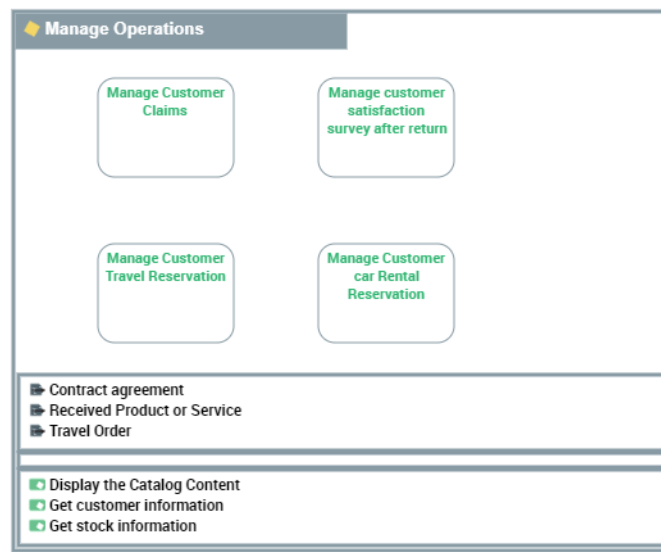 Manage Operations
Manage Customer
Claims
Manage customer
satisfaction
survey after return
Manage Customer
Travel Reservation
Manage Customer
car Rental
Reservation
Contract agreement
Received Product or Service
Travel Order
Display the Catalog Content
Get customer information
Get stock information